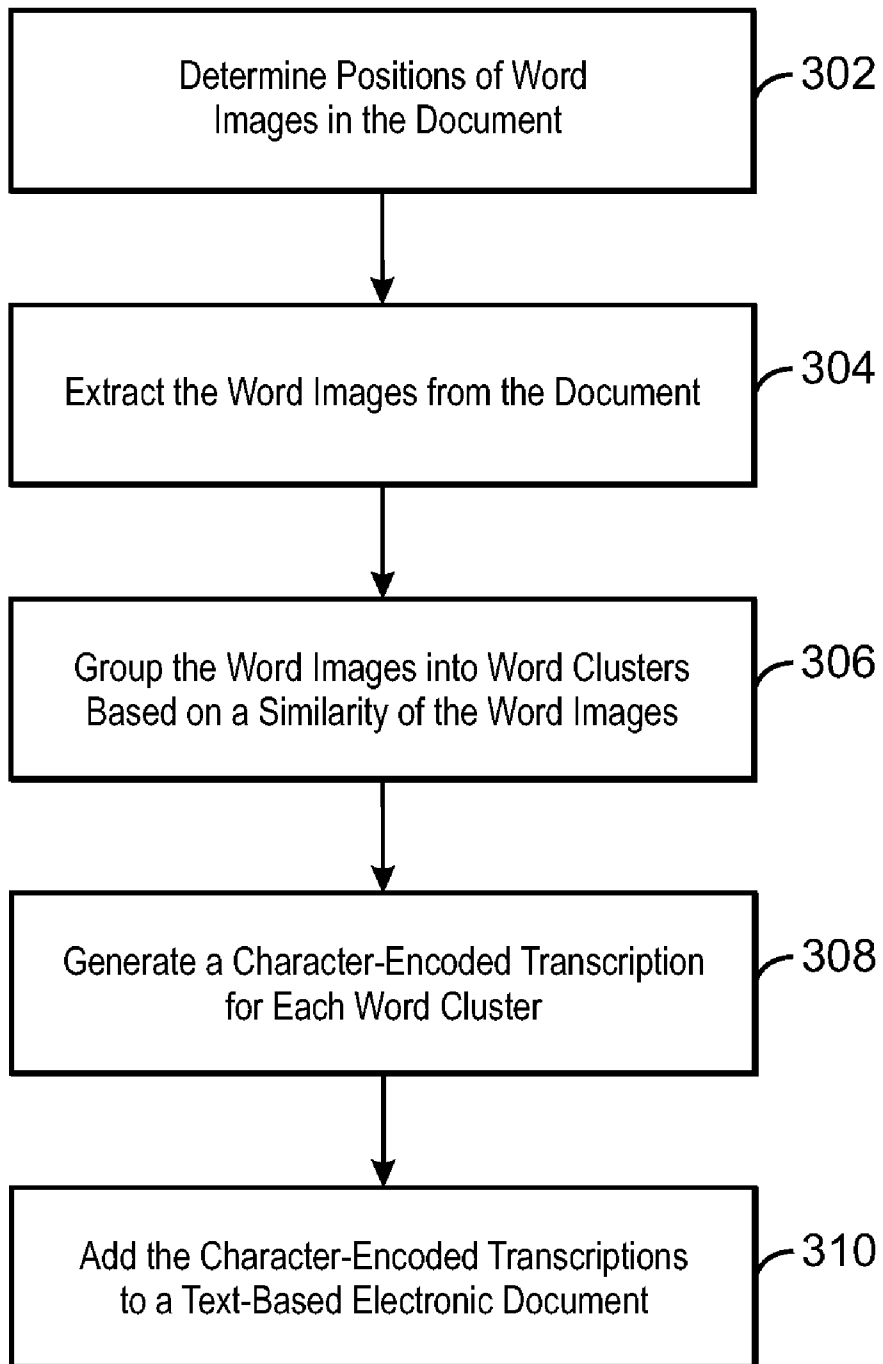 Determine Positions of Word
Images in the Document
302
Extract the Word Images from the Document
304
Group the Word Images into Word Clusters
Based on a Similarity of the Word Images
306
Generate a Character-Encoded Transcription
for Each Word Cluster
308
Add the Character-Encoded Transcriptions
to a Text-Based Electronic Document
310